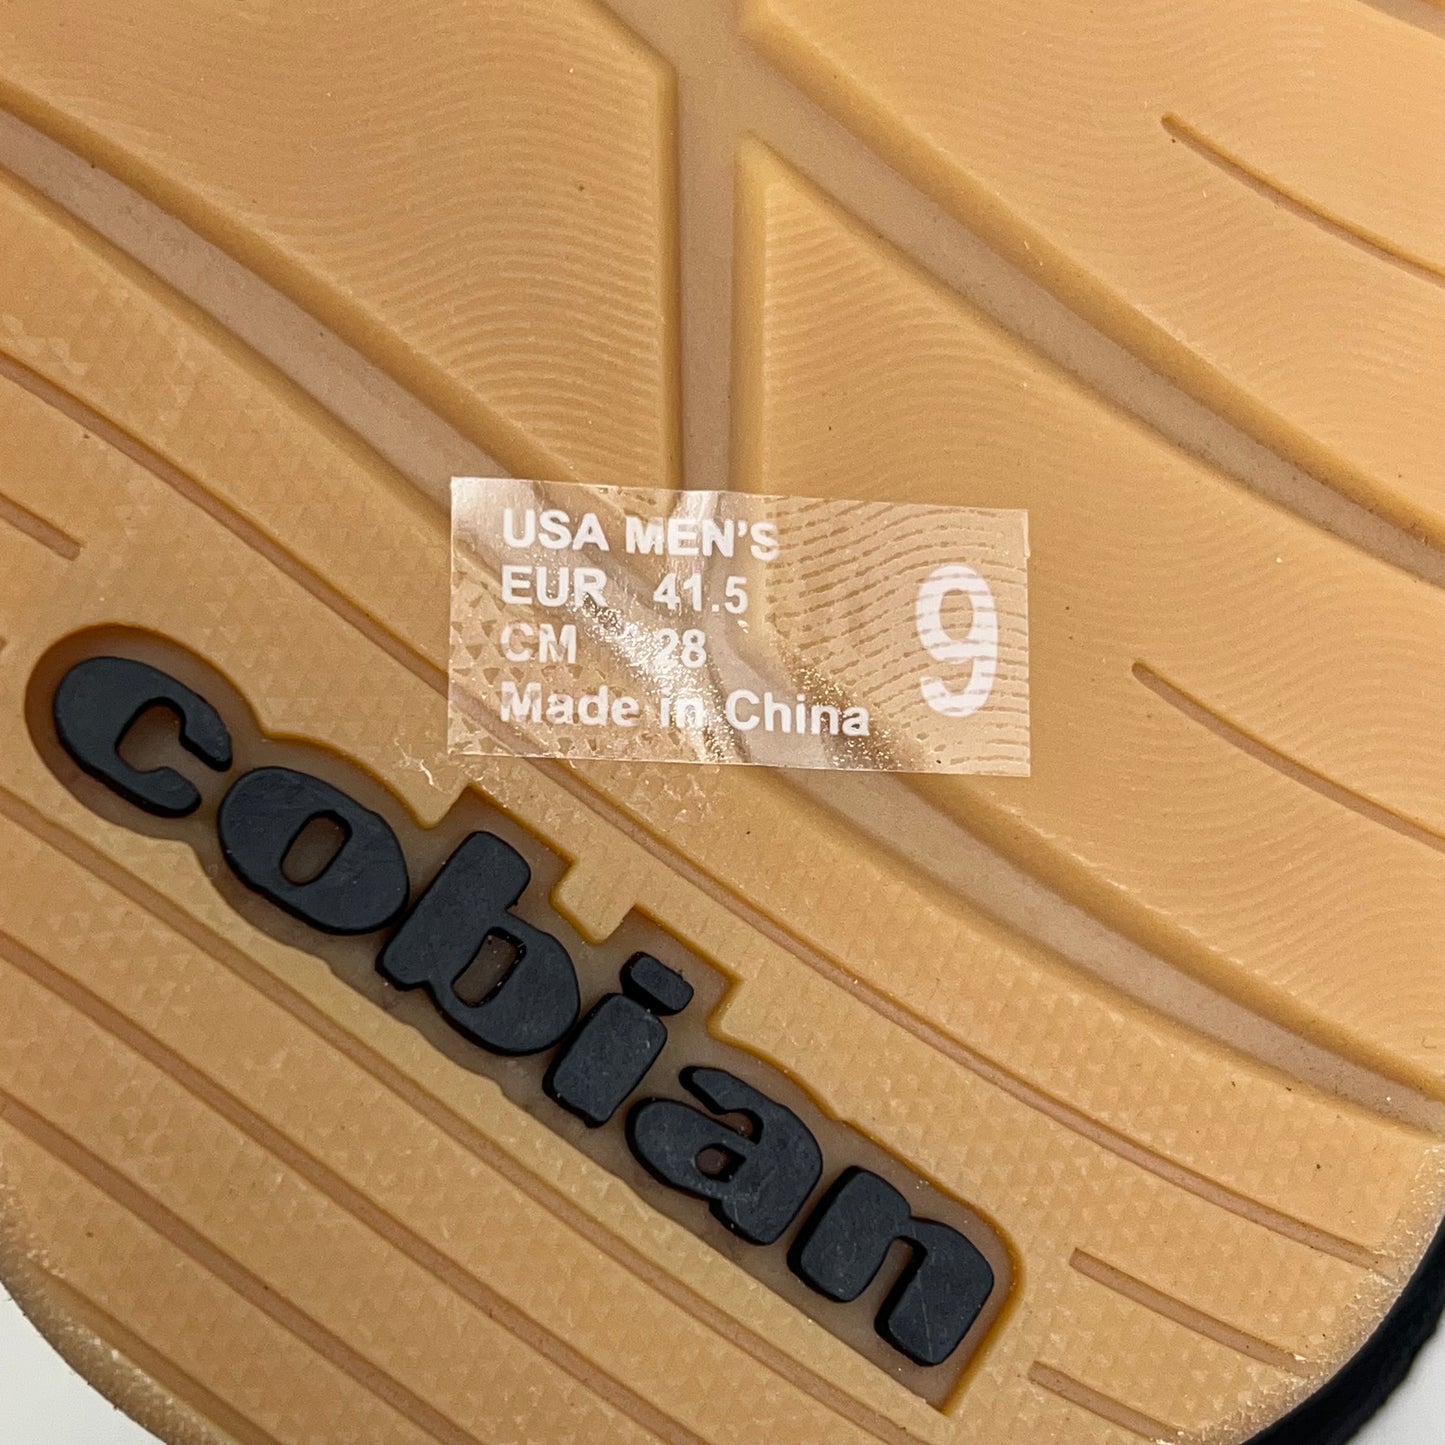 USA MEN'S
EUR 41.5
CM 28
Made in China
9
cobian